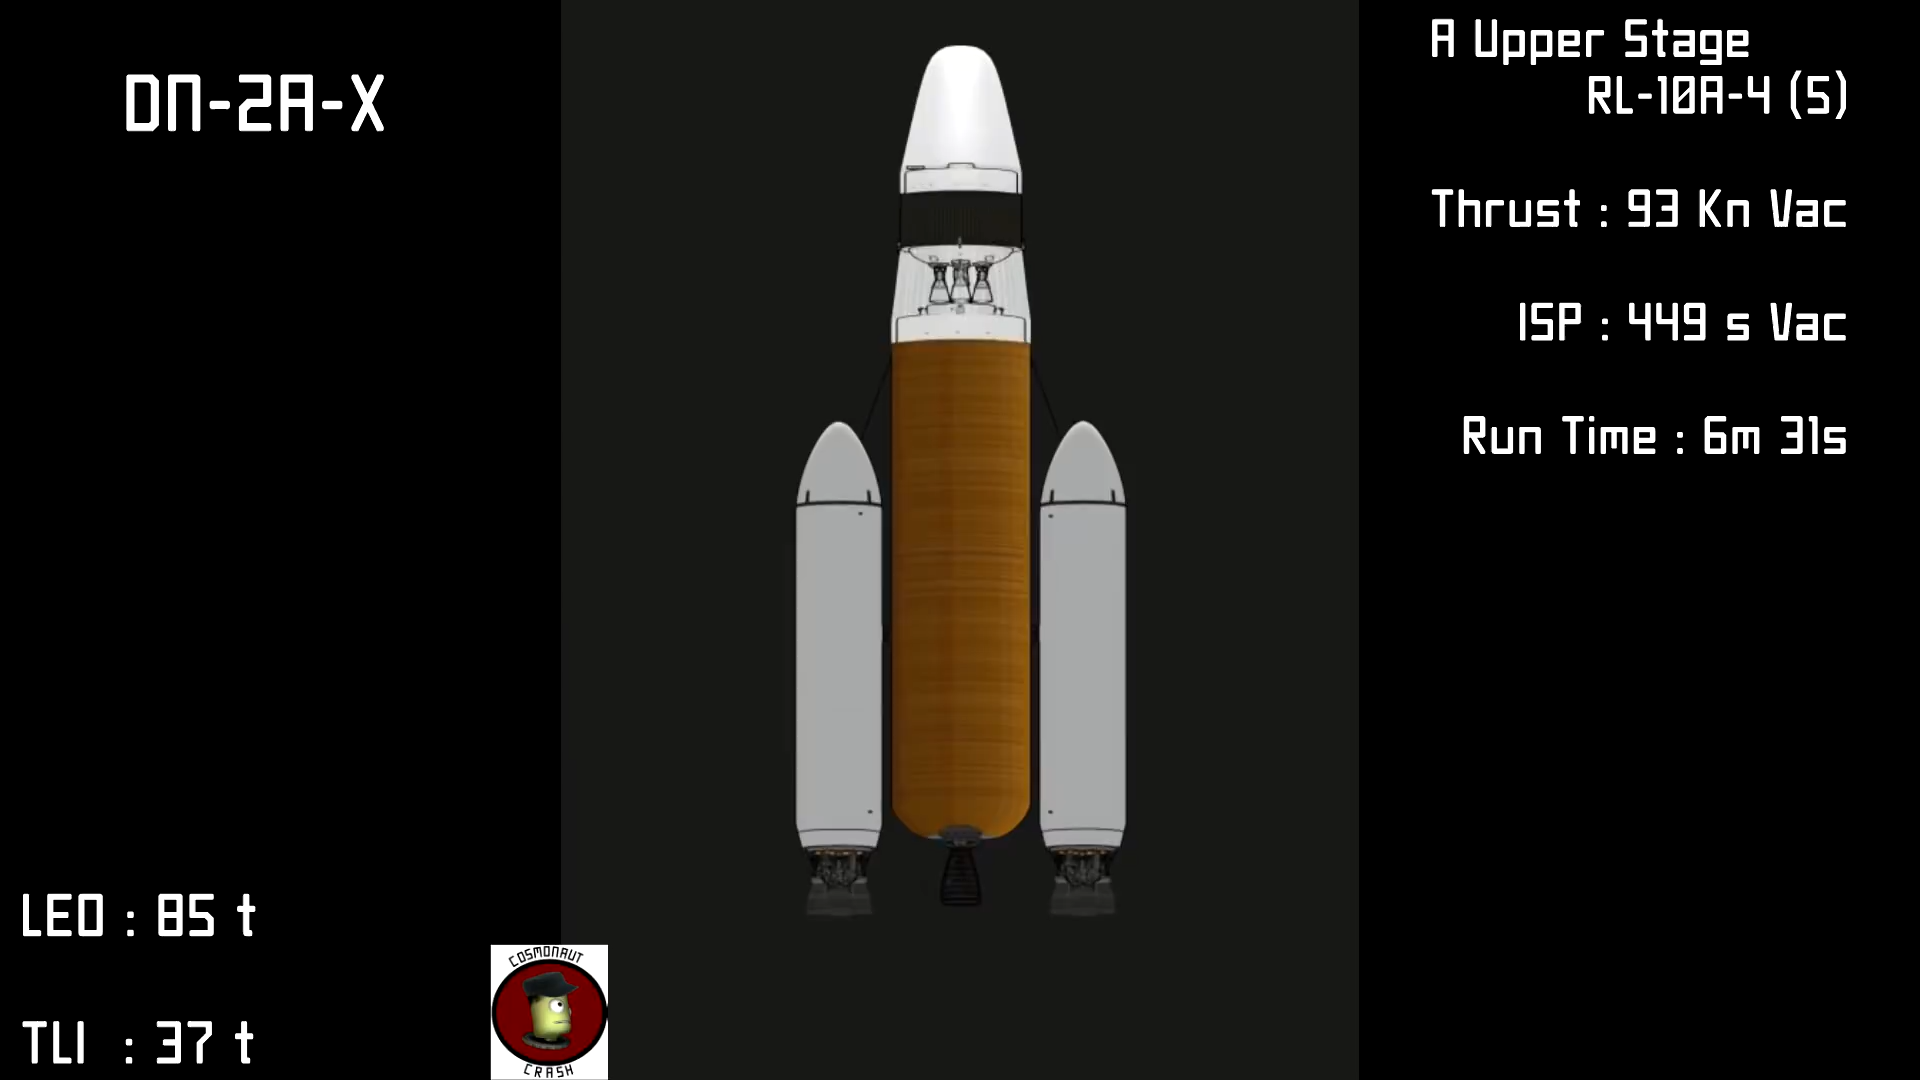 DN-2A-X
A Upper Stage
RL-10A-4 (5)
Thrust : 93 Kn Vac
ISP : 449 s Vac
Run Time : 6m 31s
LEO : 85 t
TLI : 37 t
COSMONAUT
CRASH